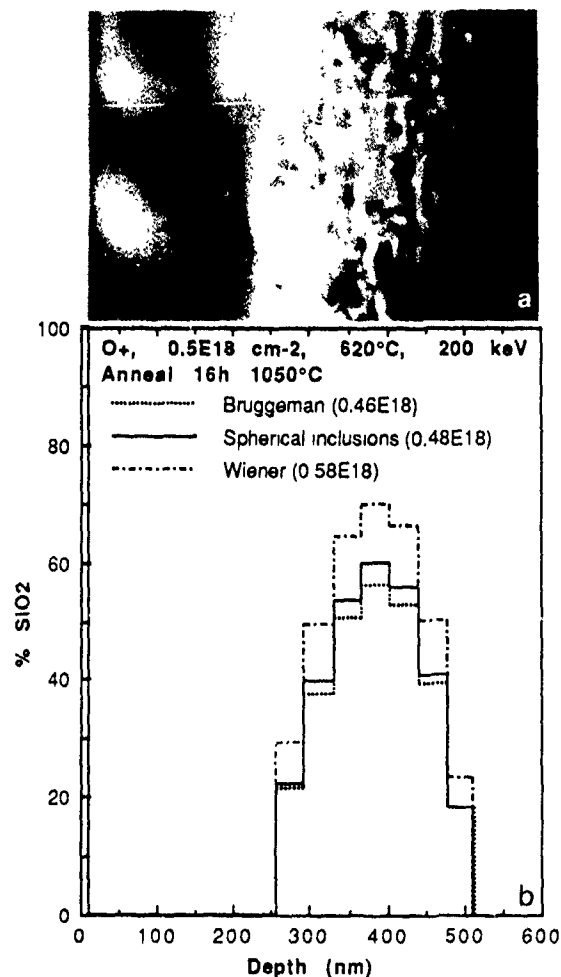 a
100
O+, 0.5E18 cm-2, 620°C, 200 keV
Anneal 16h 1050°C
Bruggeman (0.46E18)
80
Spherical inclusions (0.48E18)
Wiener (0 58E18)
60
% SiO2
40
20
b
0
0 100 200 300 400 500 600
Depth (nm)